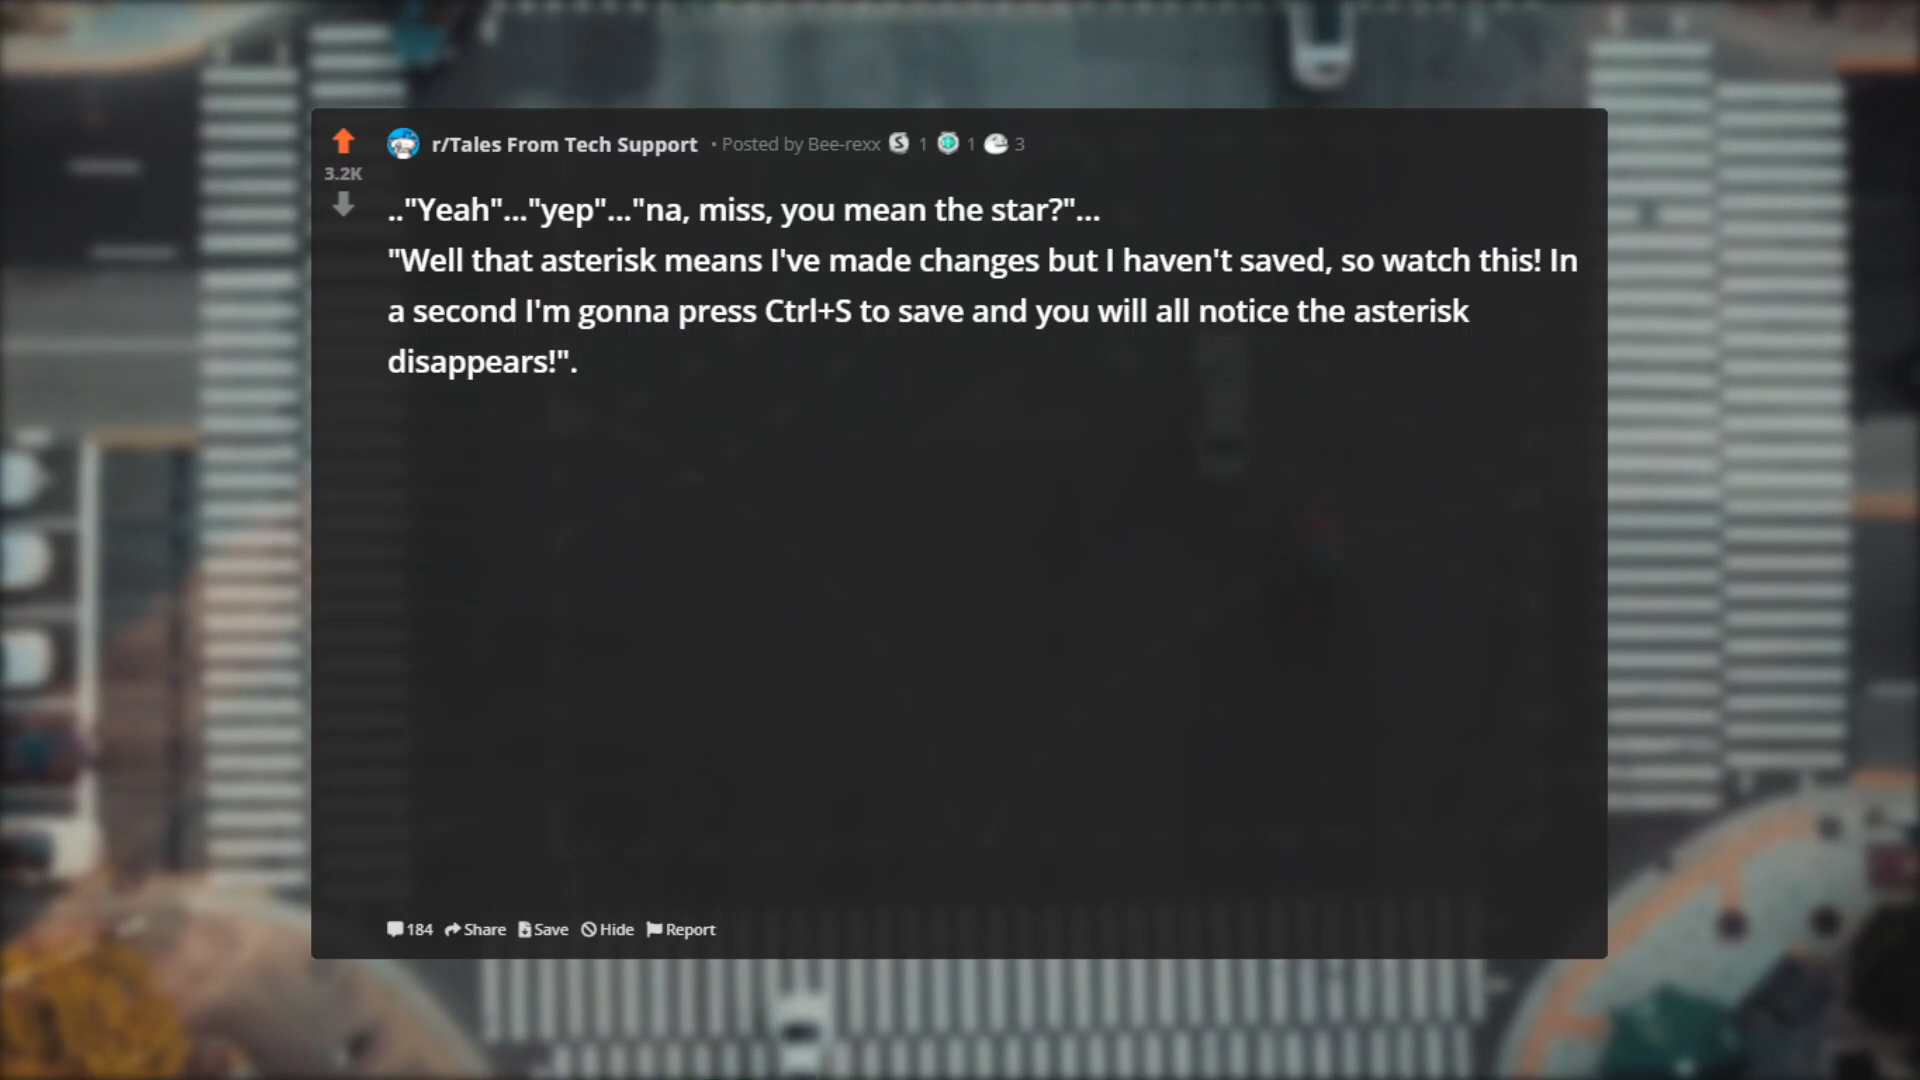 r/Tales From Tech Support • Posted by Bee-rexx S 1 1 3
3.2K
.."Yeah"..."yep"..."na, miss, you mean the star?"...
"Well that asterisk means I've made changes but I haven't saved, so watch this! In
a second I'm gonna press Ctrl+S to save and you will all notice the asterisk
disappears!".
184 Share Save Hide Report